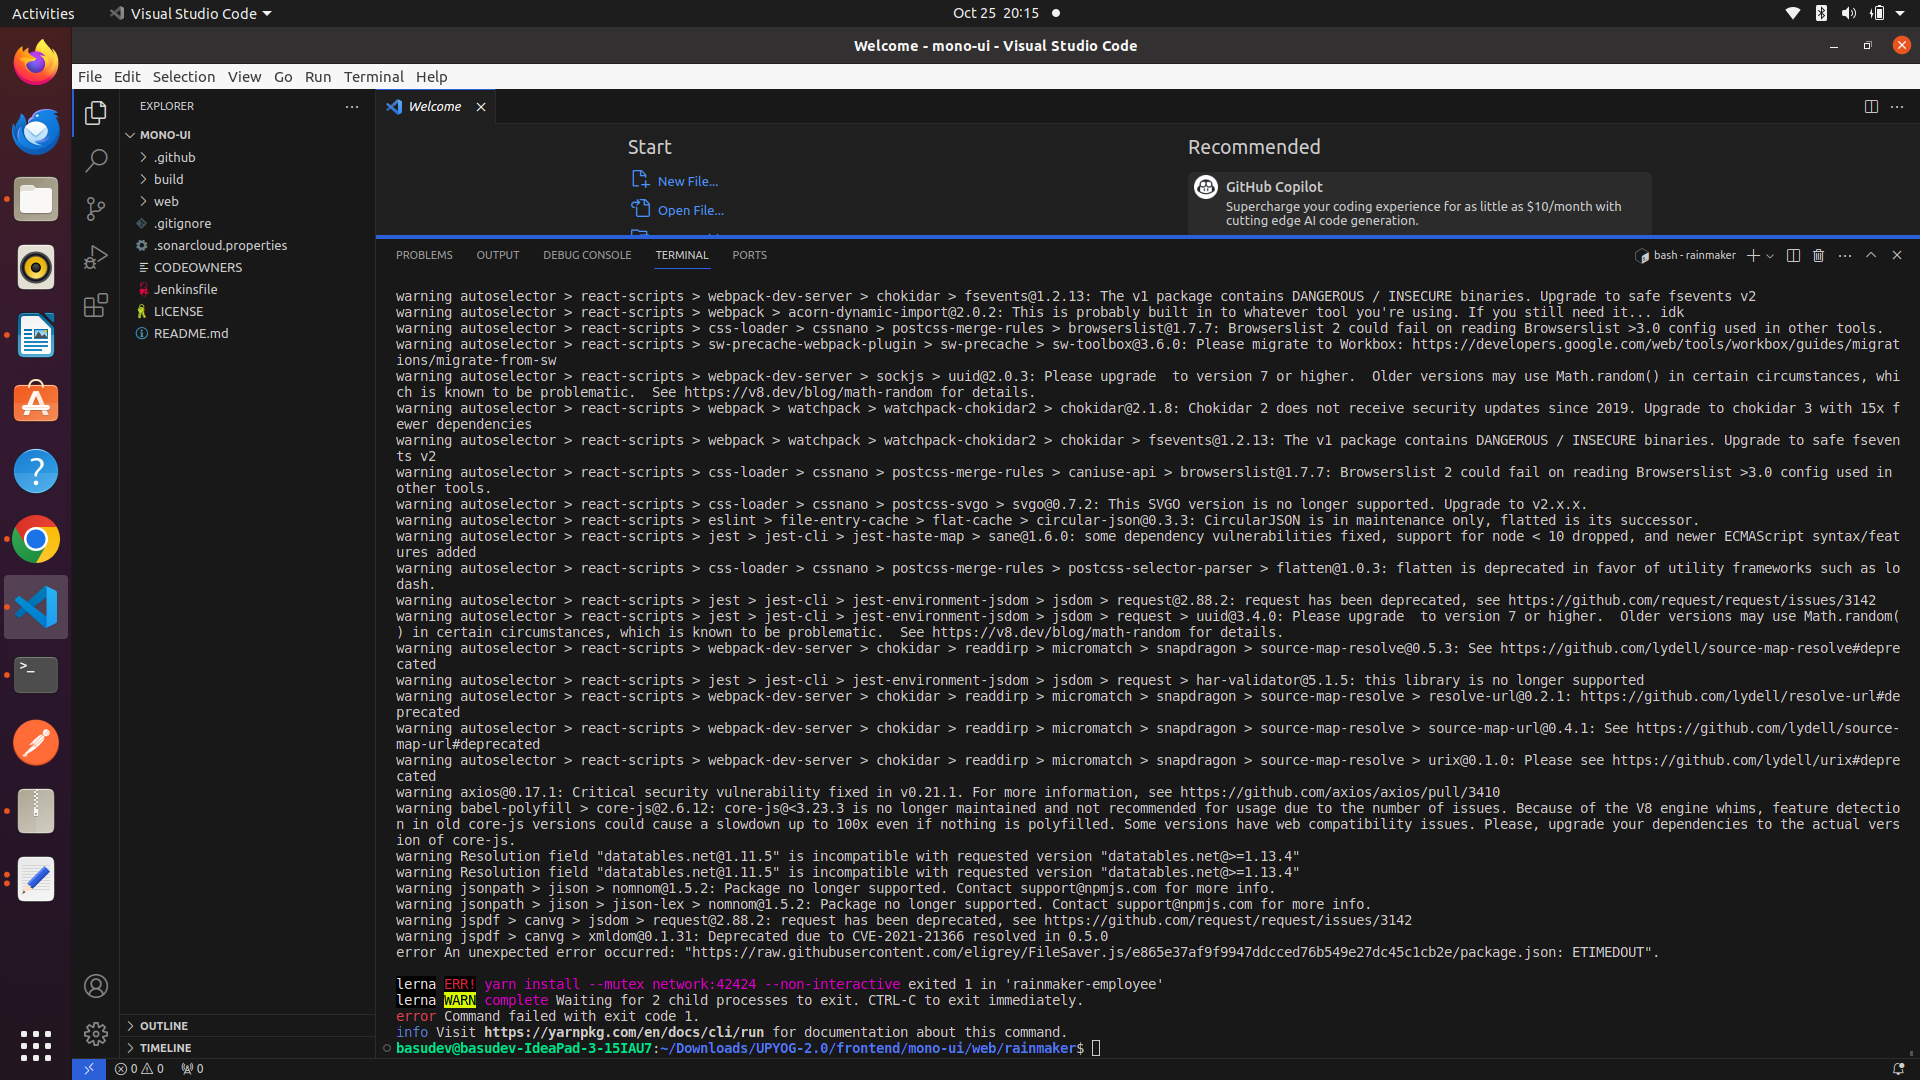 Activities
Visual Studio Code
Oct 25 20:15
Welcome - mono-ui - Visual Studio Code
File Edit Selection View Go Run Terminal Help
EXPLORER
MONO-UI
.github
build
web
.gitignore
.sonarcloud.properties
CODEOWNERS
Jenkinsfile
LICENSE
README.md
OUTLINE
TIMELINE
Welcome
Start
New File...
Open File...
Recommended
GitHub Copilot
Supercharge your coding experience for as little as $10/month with
cutting edge AI code generation.
PROBLEMS OUTPUT DEBUG CONSOLE TERMINAL PORTS
bash - rainmaker
warning autoselector > react-scripts > webpack-dev-server > chokidar > fsevents@1.2.13: The v1 package contains DANGEROUS / INSECURE binaries. Upgrade to safe fsevents v2
warning autoselector > react-scripts > webpack > acorn-dynamic-import@2.0.2: This is probably built in to whatever tool you're using. If you still need it... idk
warning autoselector > react-scripts > css-loader > cssnano > postcss-merge-rules > browserslist@1.7.7: Browserslist 2 could fail on reading Browserslist >3.0 config used in other tools.
warning autoselector > react-scripts > sw-precache-webpack-plugin > sw-precache > sw-toolbox@3.6.0: Please migrate to Workbox: https://developers.google.com/web/tools/workbox/guides/migrat
ions/migrate-from-sw
warning autoselector > react-scripts > webpack-dev-server > sockjs > uuid@2.0.3: Please upgrade  to version 7 or higher.  Older versions may use Math.random() in certain circumstances, whi
ch is known to be problematic.  See https://v8.dev/blog/math-random for details.
warning autoselector > react-scripts > webpack > watchpack > watchpack-chokidar2 > chokidar@2.1.8: Chokidar 2 does not receive security updates since 2019. Upgrade to chokidar 3 with 15x f
ewer dependencies
warning autoselector > react-scripts > webpack > watchpack > watchpack-chokidar2 > chokidar > fsevents@1.2.13: The v1 package contains DANGEROUS / INSECURE binaries. Upgrade to safe fseven
ts v2
warning autoselector > react-scripts > css-loader > cssnano > postcss-merge-rules > caniuse-api > browserslist@1.7.7: Browserslist 2 could fail on reading Browserslist >3.0 config used in
other tools.
warning autoselector > react-scripts > css-loader > cssnano > postcss-svgo > svgo@0.7.2: This SVGO version is no longer supported. Upgrade to v2.x.x.
warning autoselector > react-scripts > eslint > file-entry-cache > flat-cache > circular-json@0.3.3: CircularJSON is in maintenance only, flatted is its successor.
warning autoselector > react-scripts > jest > jest-cli > jest-haste-map > sane@1.6.0: some dependency vulnerabilities fixed, support for node < 10 dropped, and newer ECMAScript syntax/feat
ures added
warning autoselector > react-scripts > css-loader > cssnano > postcss-merge-rules > postcss-selector-parser > flatten@1.0.3: flatten is deprecated in favor of utility frameworks such as lo
dash.
warning autoselector > react-scripts > jest > jest-cli > jest-environment-jsdom > jsdom > request@2.88.2: request has been deprecated, see https://github.com/request/request/issues/3142
warning autoselector > react-scripts > jest > jest-cli > jest-environment-jsdom > jsdom > request > uuid@3.4.0: Please upgrade  to version 7 or higher.  Older versions may use Math.random(
) in certain circumstances, which is known to be problematic.  See https://v8.dev/blog/math-random for details.
warning autoselector > react-scripts > webpack-dev-server > chokidar > readdirp > micromatch > snapdragon > source-map-resolve@0.5.3: See https://github.com/lydell/source-map-resolve#depre
cated
warning autoselector > react-scripts > jest > jest-cli > jest-environment-jsdom > jsdom > request > har-validator@5.1.5: this library is no longer supported
warning autoselector > react-scripts > webpack-dev-server > chokidar > readdirp > micromatch > snapdragon > source-map-resolve > resolve-url@0.2.1: https://github.com/lydell/resolve-url#de
precated
warning autoselector > react-scripts > webpack-dev-server > chokidar > readdirp > micromatch > snapdragon > source-map-resolve > source-map-url@0.4.1: See https://github.com/lydell/source-
map-url#deprecated
warning autoselector > react-scripts > webpack-dev-server > chokidar > readdirp > micromatch > snapdragon > source-map-resolve > urix@0.1.0: Please see https://github.com/lydell/urix#depre
cated
warning axios@0.17.1: Critical security vulnerability fixed in v0.21.1. For more information, see https://github.com/axios/axios/pull/3410
warning babel-polyfill > core-js@2.6.12: core-js@<3.23.3 is no longer maintained and not recommended for usage due to the number of issues. Because of the V8 engine whims, feature detectio
n in old core-js versions could cause a slowdown up to 100x even if nothing is polyfilled. Some versions have web compatibility issues. Please, upgrade your dependencies to the actual vers
ion of core-js.
warning Resolution field "datatables.net@1.11.5" is incompatible with requested version "datatables.net@>=1.13.4"
warning Resolution field "datatables.net@1.11.5" is incompatible with requested version "datatables.net@>=1.13.4"
warning jsonpath > jison > nomnom@1.5.2: Package no longer supported. Contact support@npmjs.com for more info.
warning jsonpath > jison > jison-lex > nomnom@1.5.2: Package no longer supported. Contact support@npmjs.com for more info.
warning jspdf > canvg > jsdom > request@2.88.2: request has been deprecated, see https://github.com/request/request/issues/3142
warning jspdf > canvg > xmldom@0.1.31: Deprecated due to CVE-2021-21366 resolved in 0.5.0
error An unexpected error occurred: "https://raw.githubusercontent.com/eligrey/FileSaver.js/e865e37af9f9947ddcced76b549e27dc45c1cb2e/package.json: ETIMEDOUT".
lerna ERR! yarn install --mutex network:42424 --non-interactive exited 1 in 'rainmaker-employee'
lerna WARN complete Waiting for 2 child processes to exit. CTRL-C to exit immediately.
error Command failed with exit code 1.
info Visit https://yarnpkg.com/en/docs/cli/run for documentation about this command.
basudev@basudev-IdeaPad-3-15IAU7:~/Downloads/UPYOG-2.0/frontend/mono-ui/web/rainmaker$
0 0 0